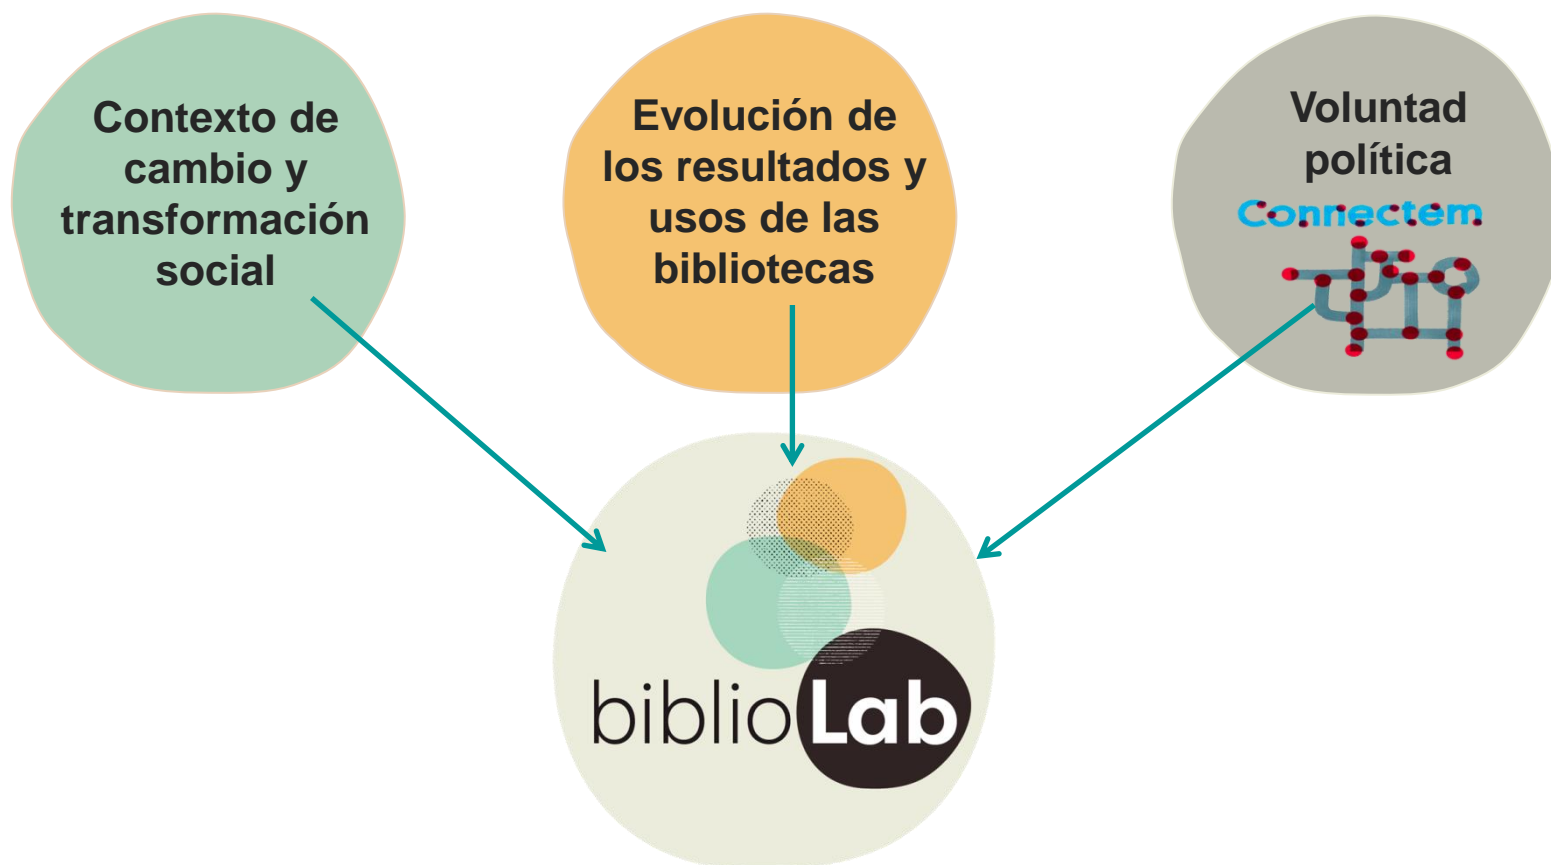 Contexto de
cambio y
transformación
social
Evolución de
los resultados y
usos de las
bibliotecas
Voluntad
política
Connectem
biblioLab